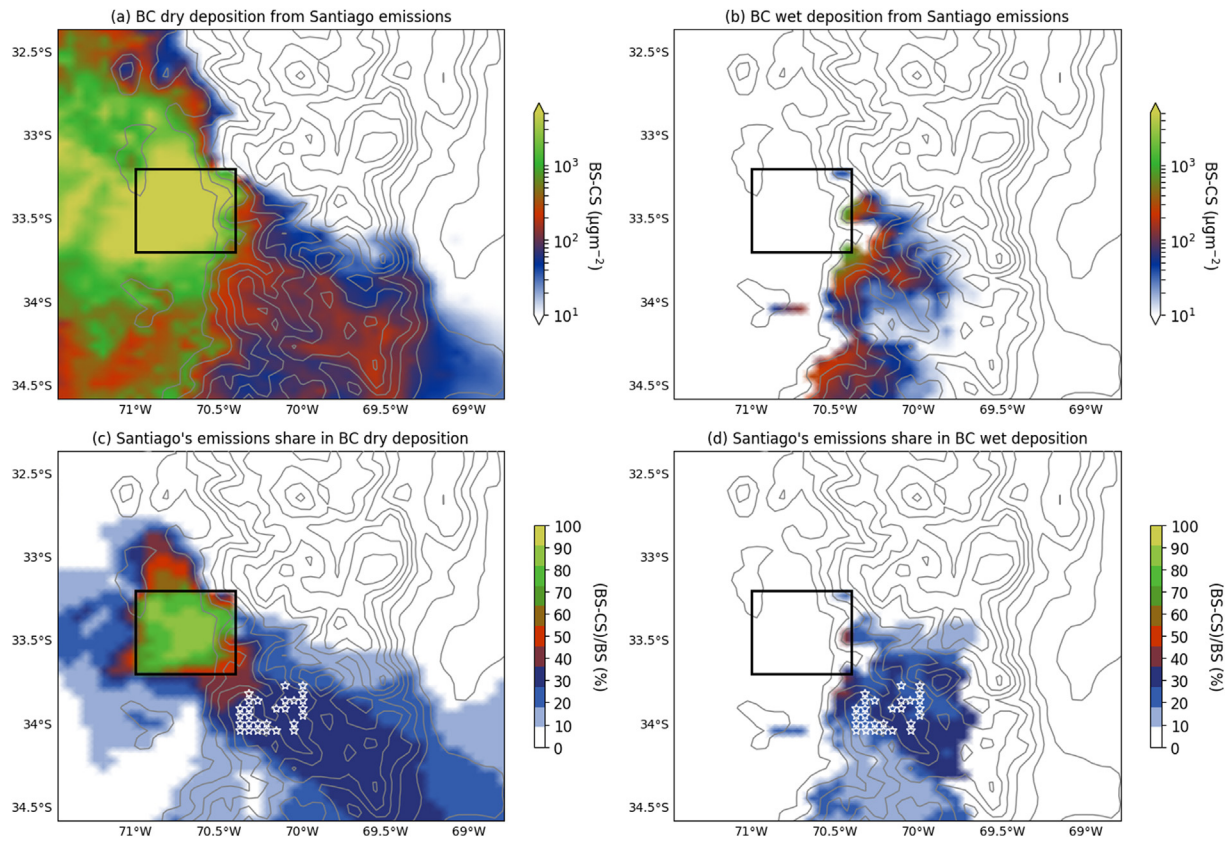 (a) BC dry deposition from Santiago emissions
(b) BC wet deposition from Santiago emissions
32.5°S
33°S
33.5°S
34°S
34.5°S
71°W 70.5°W 70°W 69.5°W 69°W
10³
10²
10¹
BS-CS (μgm⁻²)
32.5°S
33°S
33.5°S
34°S
34.5°S
71°W 70.5°W 70°W 69.5°W 69°W
10³
10²
10¹
BS-CS (μgm⁻²)
(c) Santiago's emissions share in BC dry deposition
(d) Santiago's emissions share in BC wet deposition
32.5°S
33°S
33.5°S
34°S
34.5°S
71°W 70.5°W 70°W 69.5°W 69°W
100
90
80
70
60
50
40
30
20
10
0
(BS-CS)/BS (%)
32.5°S
33°S
33.5°S
34°S
34.5°S
71°W 70.5°W 70°W 69.5°W 69°W
100
90
80
70
60
50
40
30
20
10
0
(BS-CS)/BS (%)